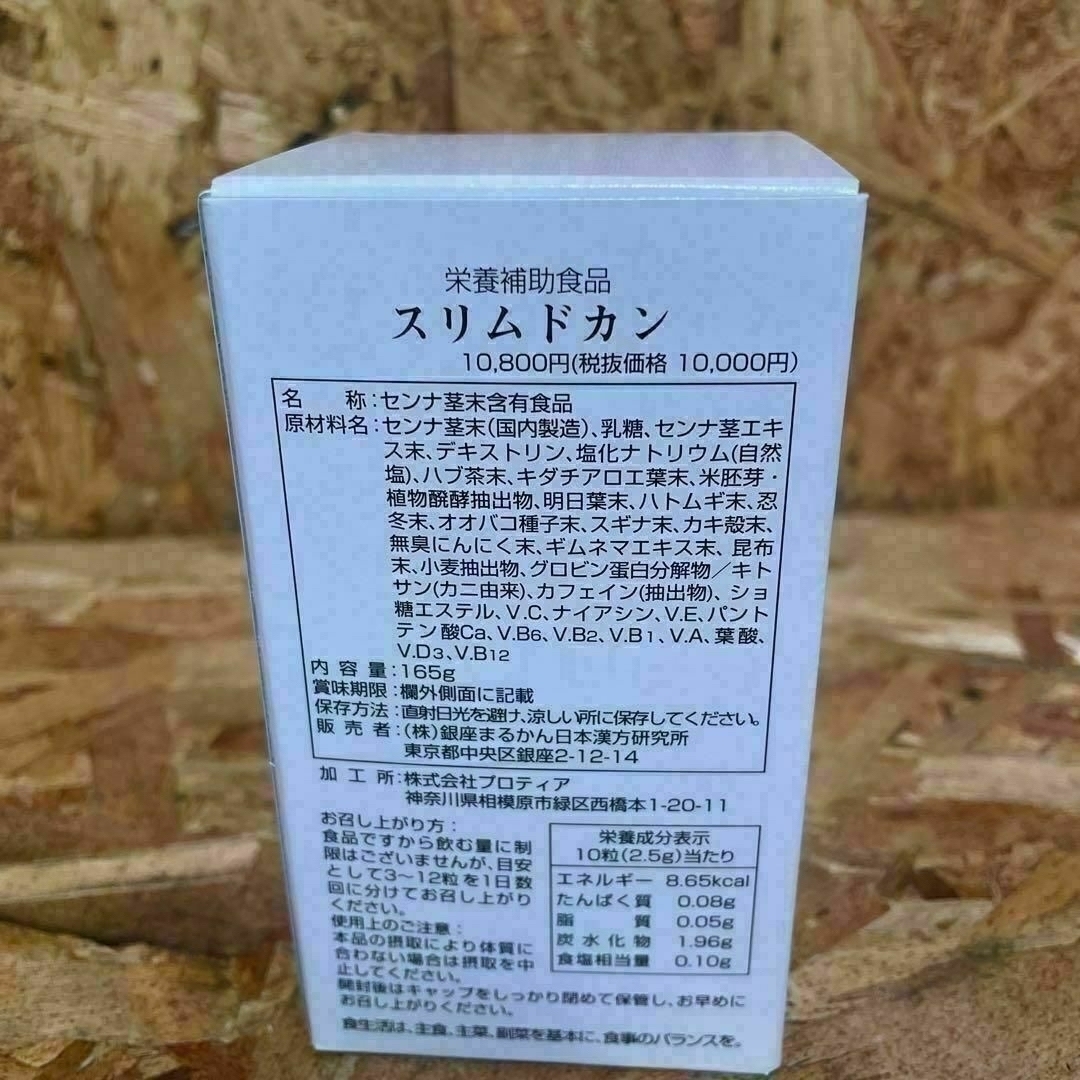 栄養補助食品
スリムドカン
10,800円(税抜価格 10,000円)
名 称:センナ茎末含有食品
原材料名:センナ茎末(国内製造)、乳糖、センナ茎エキ
ス末、デキストリン、塩化ナトリウム(自然
塩)、ハブ茶末、キダチアロエ葉末、米胚芽・
植物醗酵抽出物、明日葉末、ハトムギ末、忍
冬末、オオバコ種子末、スギナ末、カキ殻末、
無臭にんにく末、ギムネマエキス末、昆布
末、小麦抽出物、グロビン蛋白分解物/キト
サン(カニ由来)、カフェイン(抽出物)、ショ
糖エステル、V.C、ナイアシン、V.E、パント
テン酸Ca、V.B6、V.B2、V.B1、V.A、葉酸、
V.D3、V.B12
内容量:165g
賞味期限:欄外側面に記載
保存方法:直射日光を避け、涼しい所に保存してください。
販売者:(株)銀座まるかん日本漢方研究所
東京都中央区銀座2-12-14
加工所:株式会社プロティア
神奈川県相模原市緑区西橋本1-20-11
お召し上がり方:
食品ですから飲む量に制
限はございませんが、目安
として3~12粒を1日数
回に分けてお召し上がり
ください。
使用上のご注意:
本品の摂取により体質に
合わない場合は摂取を中
止してください。
開封後はキャップをしっかり閉めて保管し、お早めに
お召し上がりください。
栄養成分表示
10粒(2.5g)当たり
エネルギー 8.65kcal
たんぱく質 0.08g
脂質 0.05g
炭水化物 1.96g
食塩相当量 0.10g
食生活は、主食、主菜、副菜を基本に、食事のバランスを。